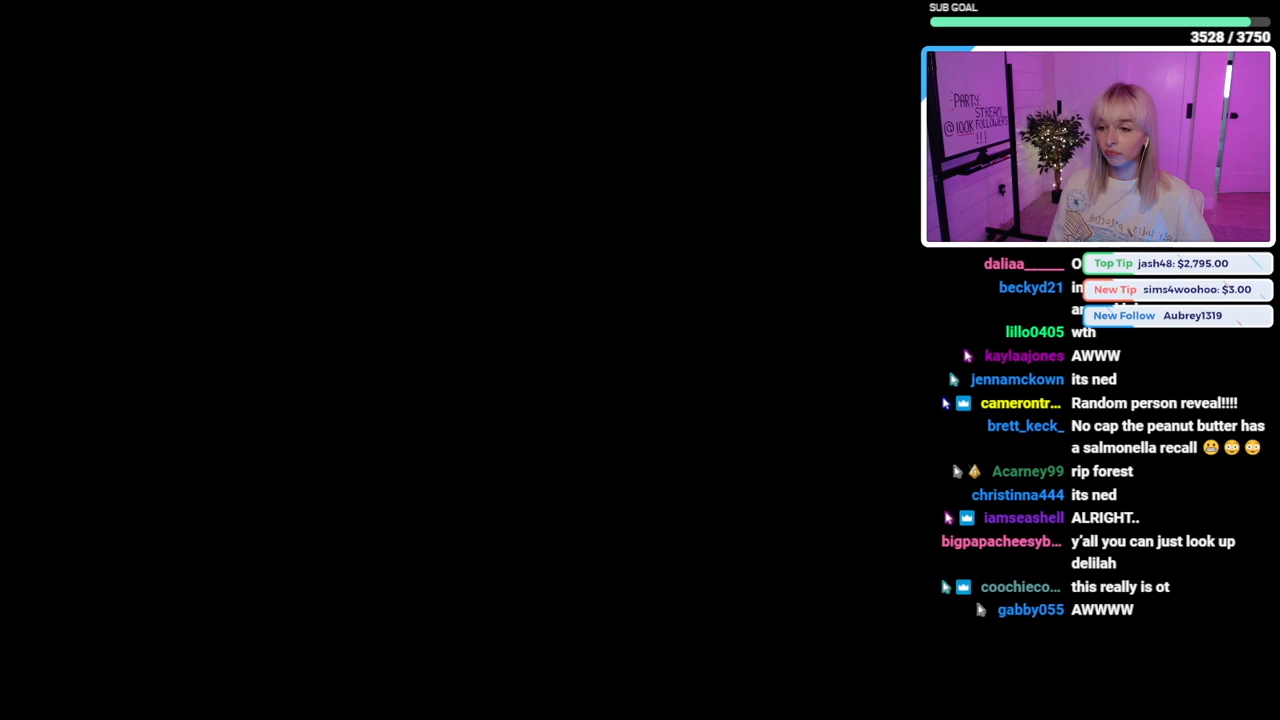 SUB GOAL
3528 / 3750
PARTY
STREAM
@ 100K FOLLOWERS
!!!
daliaa______ O
Top Tip jash48: $2,795.00
beckyd21 in
New Tip sims4woohoo: $3.00
New Follow Aubrey1319
lillo0405 wth
kaylaajones AWWW
jennamckown its ned
camerontr... Random person reveal!!!!
brett_keck_ No cap the peanut butter has
a salmonella recall 😬 😳 😳
Acarney99 rip forest
christinna444 its ned
iamseashell ALRIGHT..
bigpapacheesyb... y'all you can just look up
delilah
coochieco... this really is ot
gabby055 AWWWW